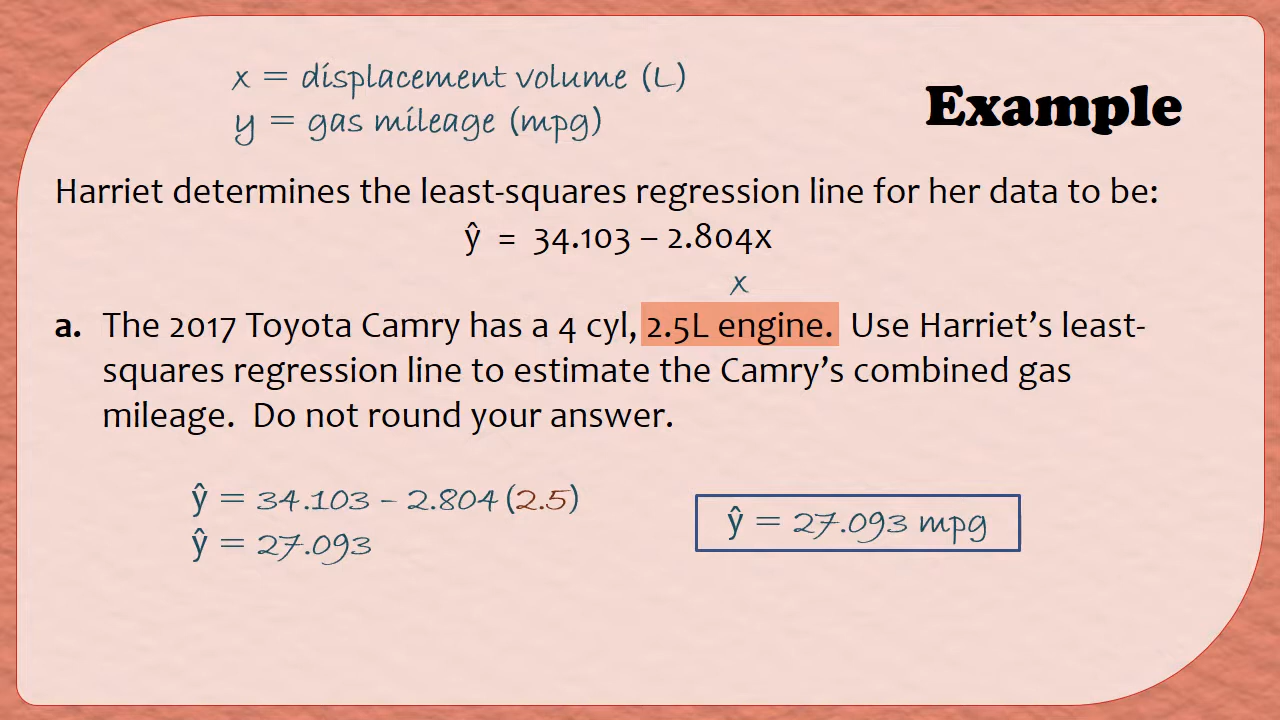 x = displacement volume (L)
y = gas mileage (mpg)
Example
Harriet determines the least-squares regression line for her data to be:
ŷ = 34.103 – 2.804x
x
a. The 2017 Toyota Camry has a 4 cyl, 2.5L engine. Use Harriet’s least-
squares regression line to estimate the Camry’s combined gas
mileage. Do not round your answer.
ŷ = 34.103 – 2.804(2.5)
ŷ = 27.093
ŷ = 27.093 mpg